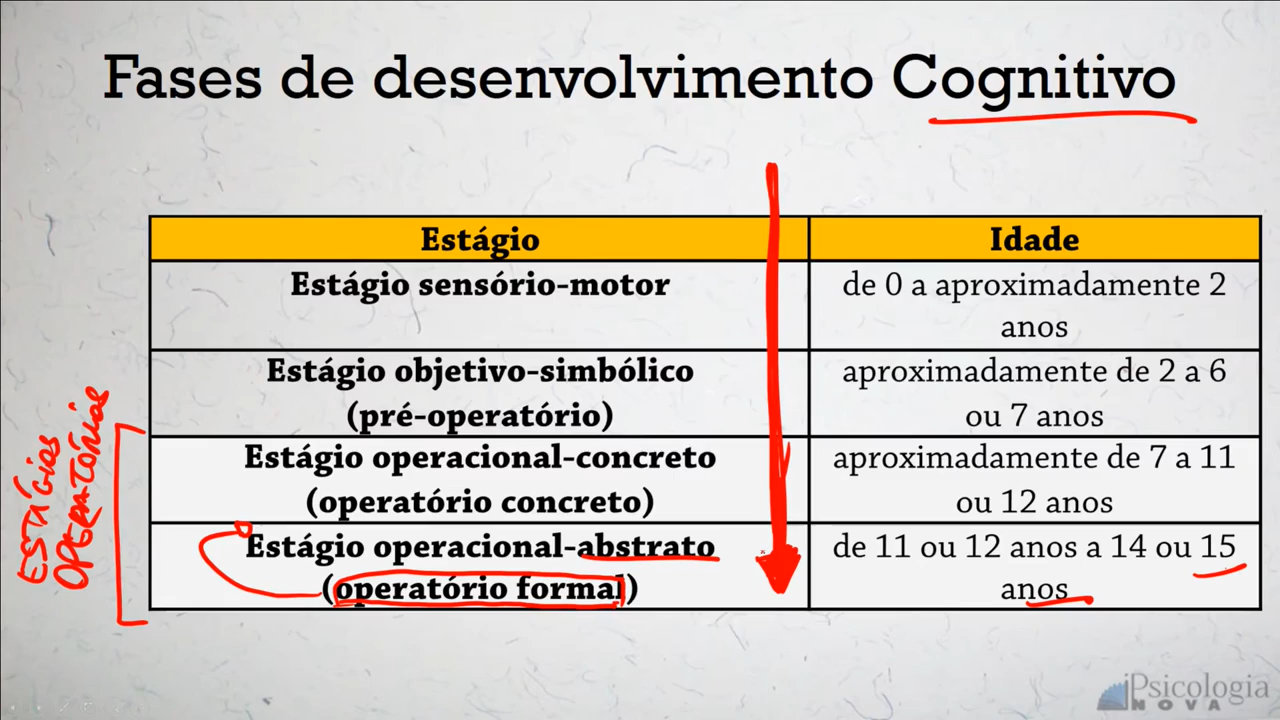 Fases de desenvolvimento Cognitivo
Estágio
Idade
Estágio sensório-motor
de 0 a aproximadamente 2
anos
Estágio objetivo-simbólico
(pré-operatório)
aproximadamente de 2 a 6
ou 7 anos
Estágio operacional-concreto
(operatório concreto)
aproximadamente de 7 a 11
ou 12 anos
Estágio operacional-abstrato
(operatório formal)
de 11 ou 12 anos a 14 ou 15
anos
ESTÁGIOS
OPERATÓRIOS
Psicologia
NOVA